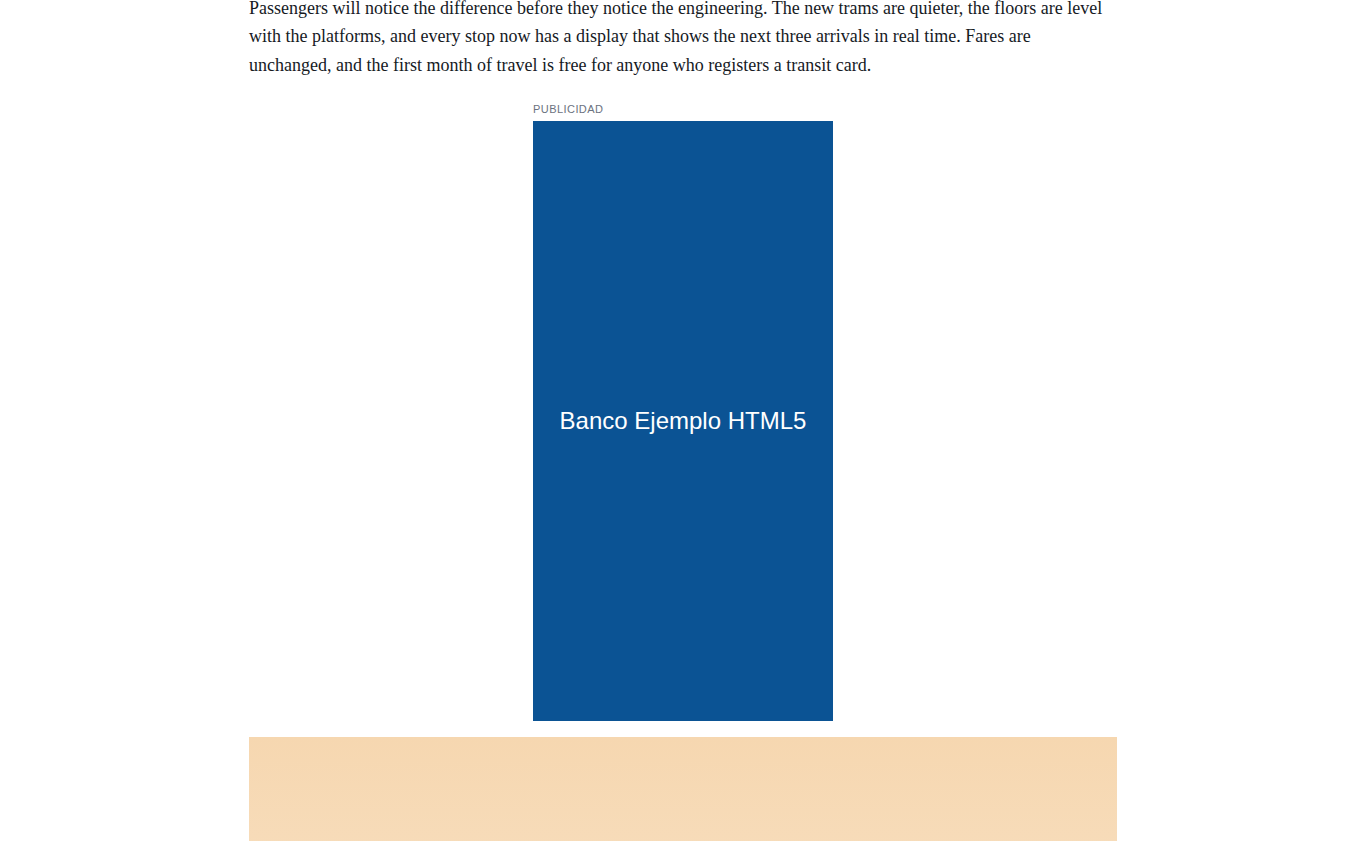 Passengers will notice the difference before they notice the engineering. The new trams are quieter, the floors are level
with the platforms, and every stop now has a display that shows the next three arrivals in real time. Fares are
unchanged, and the first month of travel is free for anyone who registers a transit card.
PUBLICIDAD
Banco Ejemplo HTML5